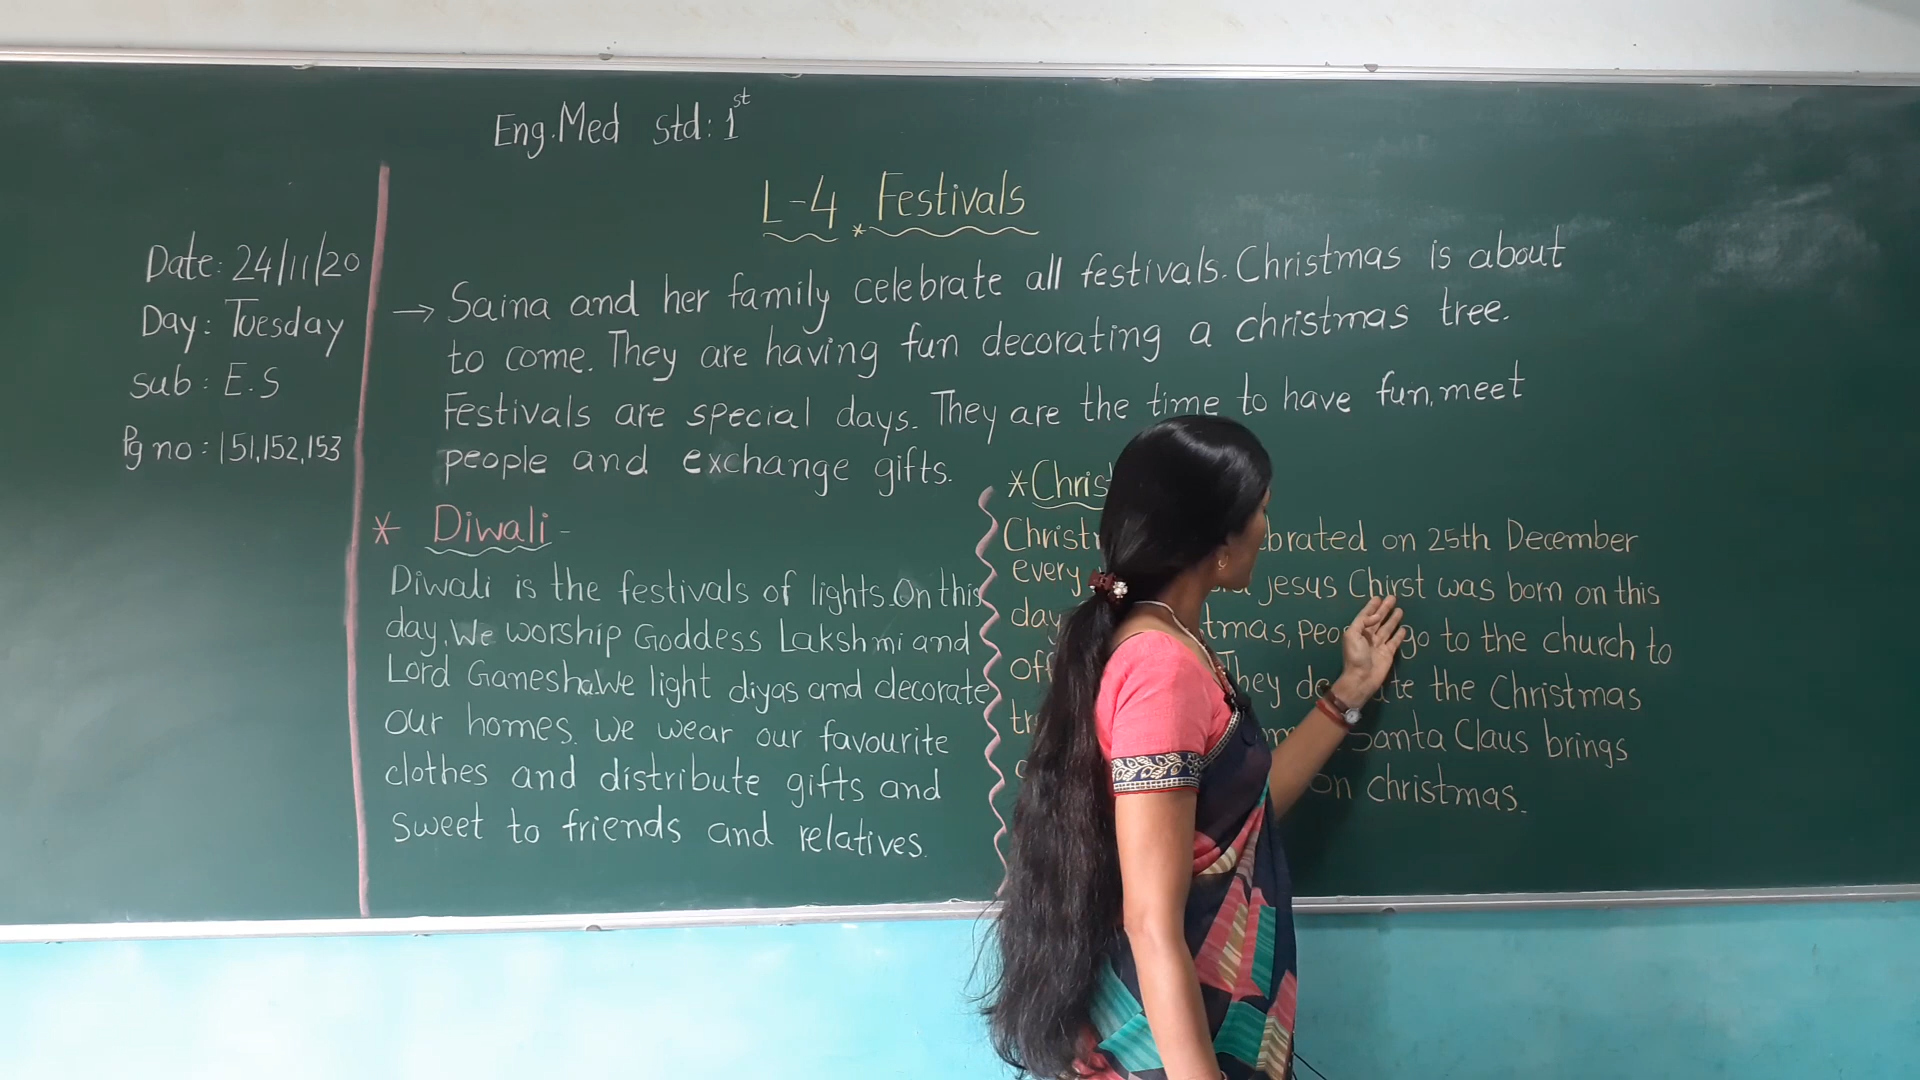 Eng.Med Std: 1st
L-4 * Festivals
Date: 24/11/20
Day: Tuesday
Sub: E.S
Pg no: 151,152,153
→ Saina and her family celebrate all festivals. Christmas is about
to come. They are having fun decorating a christmas tree.
Festivals are special days. They are the time to have fun, meet
people and exchange gifts.
* Diwali -
Diwali is the festivals of lights. On this
day, We worship Goddess Lakshmi and
Lord Ganesha. We light diyas and decorate
our homes. We wear our favourite
clothes and distribute gifts and
sweet to friends and relatives.
*Chris
Christ brated on 25th December
every Jesus Chirst was born on this
day tmas, people go to the church to
off They decorate the Christmas
tr Santa Claus brings
on christmas.